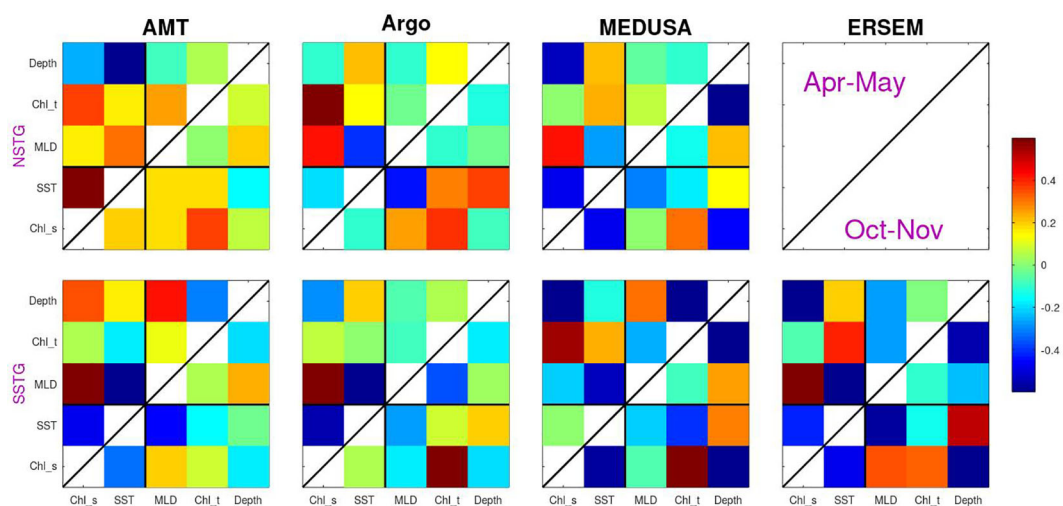 AMT Argo MEDUSA ERSEM
Depth
Chl_t
MLD
SST
Chl_s
NSTG
Apr-May
Oct-Nov
0.4
0.2
0
-0.2
-0.4
Depth
Chl_t
MLD
SST
Chl_s
SSTG
Chl_s SST MLD Chl_t Depth Chl_s SST MLD Chl_t Depth Chl_s SST MLD Chl_t Depth Chl_s SST MLD Chl_t Depth